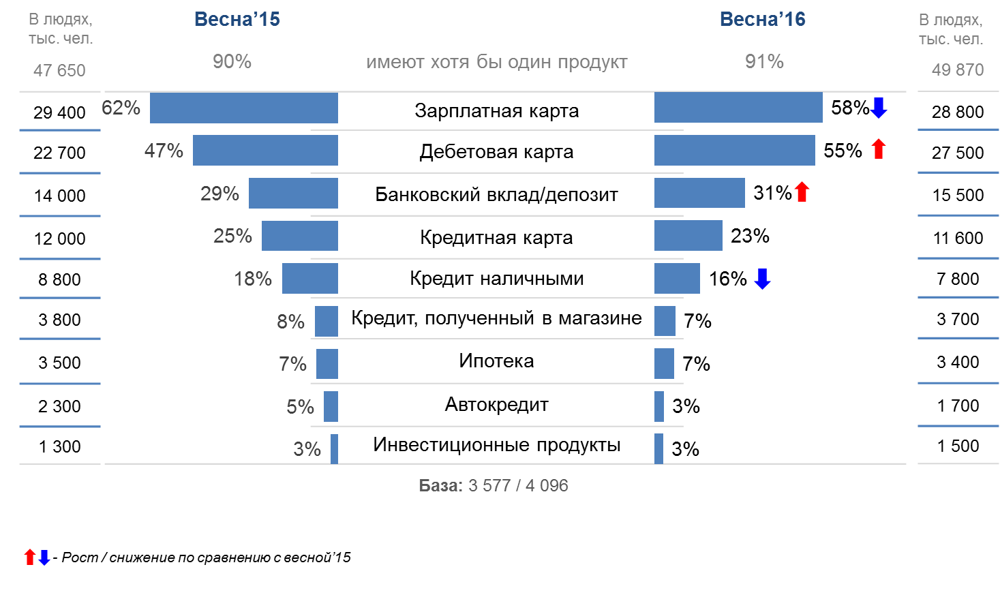 В людях,
тыс. чел.
Весна’15
Весна’16
В людях,
тыс. чел.
47 650
90%
имеют хотя бы один продукт
91%
49 870
29 400
62%
Зарплатная карта
58%
28 800
22 700
47%
Дебетовая карта
55%
27 500
14 000
29%
Банковский вклад/депозит
31%
15 500
12 000
25%
Кредитная карта
23%
11 600
8 800
18%
Кредит наличными
16%
7 800
3 800
8%
Кредит, полученный в магазине
7%
3 700
3 500
7%
Ипотека
7%
3 400
2 300
5%
Автокредит
3%
1 700
1 300
3%
Инвестиционные продукты
3%
1 500
База: 3 577 / 4 096
- Рост / снижение по сравнению с весной’15